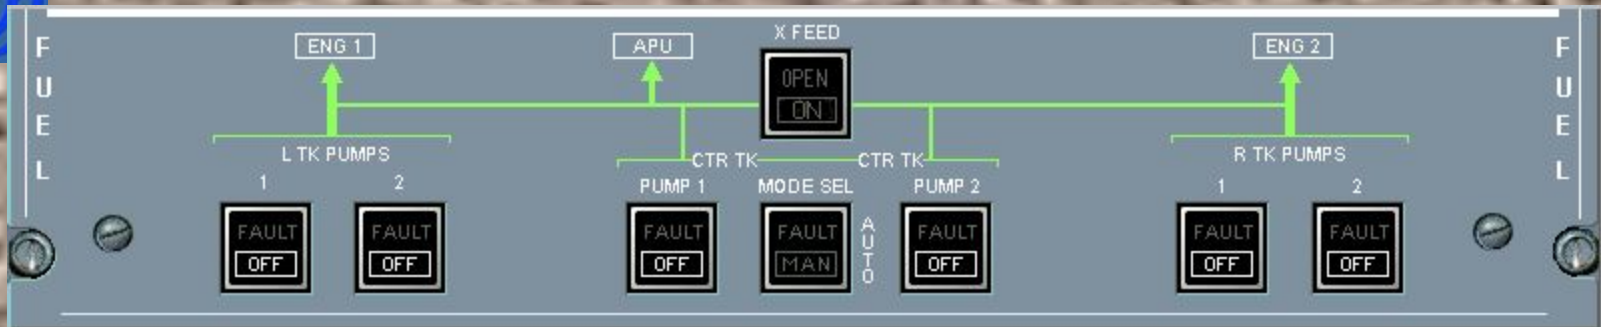 FUEL
ENG 1
APU
X FEED
OPEN
ON
ENG 2
FUEL
L TK PUMPS
1
2
CTR TK
CTR TK
PUMP 1
MODE SEL
PUMP 2
R TK PUMPS
1
2
FAULT
OFF
FAULT
OFF
FAULT
OFF
FAULT
MAN
AUTO
FAULT
OFF
FAULT
OFF
FAULT
OFF